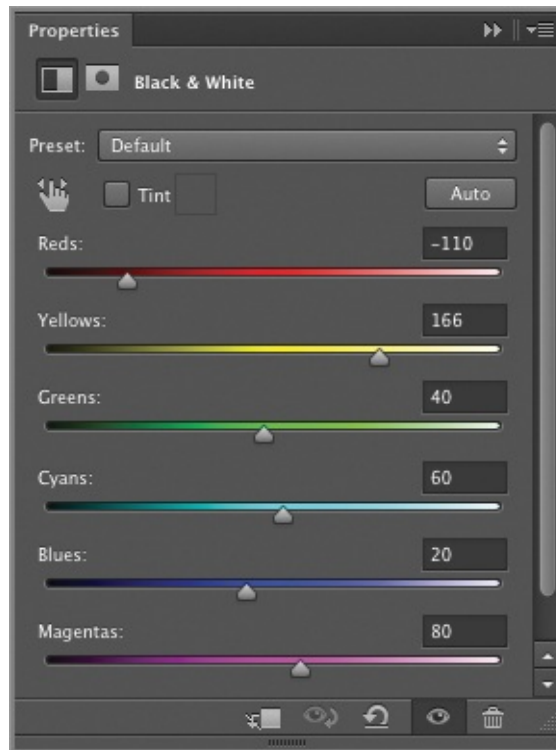 Properties
Black & White
Preset: Default
Tint Auto
Reds: -110
Yellows: 166
Greens: 40
Cyans: 60
Blues: 20
Magentas: 80